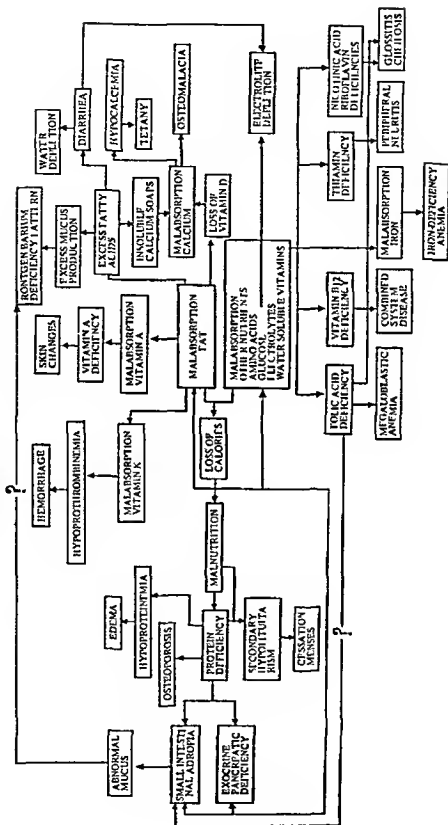 ?
ABNORMAL
MUCUS
EDEMA
HYPOPROTEINEMIA
OSTEOPOROSIS
HEMORRHAGE
HYPOPROTHROMBINEMIA
MALABSORPTION
VITAMIN K
SKIN
CHANGES
VITAMIN A
DEFICIENCY
MALABSORPTION
VITAMIN A
RONTGEN BARIUM
DEFICIENCY PATTERN
EXCESS MUCUS
PRODUCTION
EXCESS FATTY
ACIDS
WATER
DEPLETION
DIARRHEA
HYPOCALCEMIA
TETANY
INSOLUBLE
CALCIUM SOAPS
MALABSORPTION
CALCIUM
OSTEOMALACIA
SMALL INTESTI
NAL
EXOCRINE
PANCREATIC
DEFICIENCY
PROTEIN
DEFICIENCY
MALNUTRITION
SECONDARY
HYPOPITUITA
RISM
CESSATION
MENSES
LOSS OF
CALORIES
MALABSORPTION
FAT
LOSS OF
VITAMIN D
MALABSORPTION
OTHER NUTRIENTS
AMINO ACIDS
GLUCOSE
ELECTROLYTES
WATER SOLUBLE VITAMINS
ELECTROLYTE
DEPLETION
?
FOLIC ACID
DEFICIENCY
VITAMIN B12
DEFICIENCY
MALABSORPTION
IRON
THIAMIN
DEFICIENCY
NICOTINIC ACID
RIBOFLAVIN
DEFICIENCIES
MEGALOBLASTIC
ANEMIA
COMBINED
SYSTEM
DISEASE
IRON-DEFICIENCY
ANEMIA
PERIPHERAL
NEURITIS
GLOSSITIS
CHEILOSIS